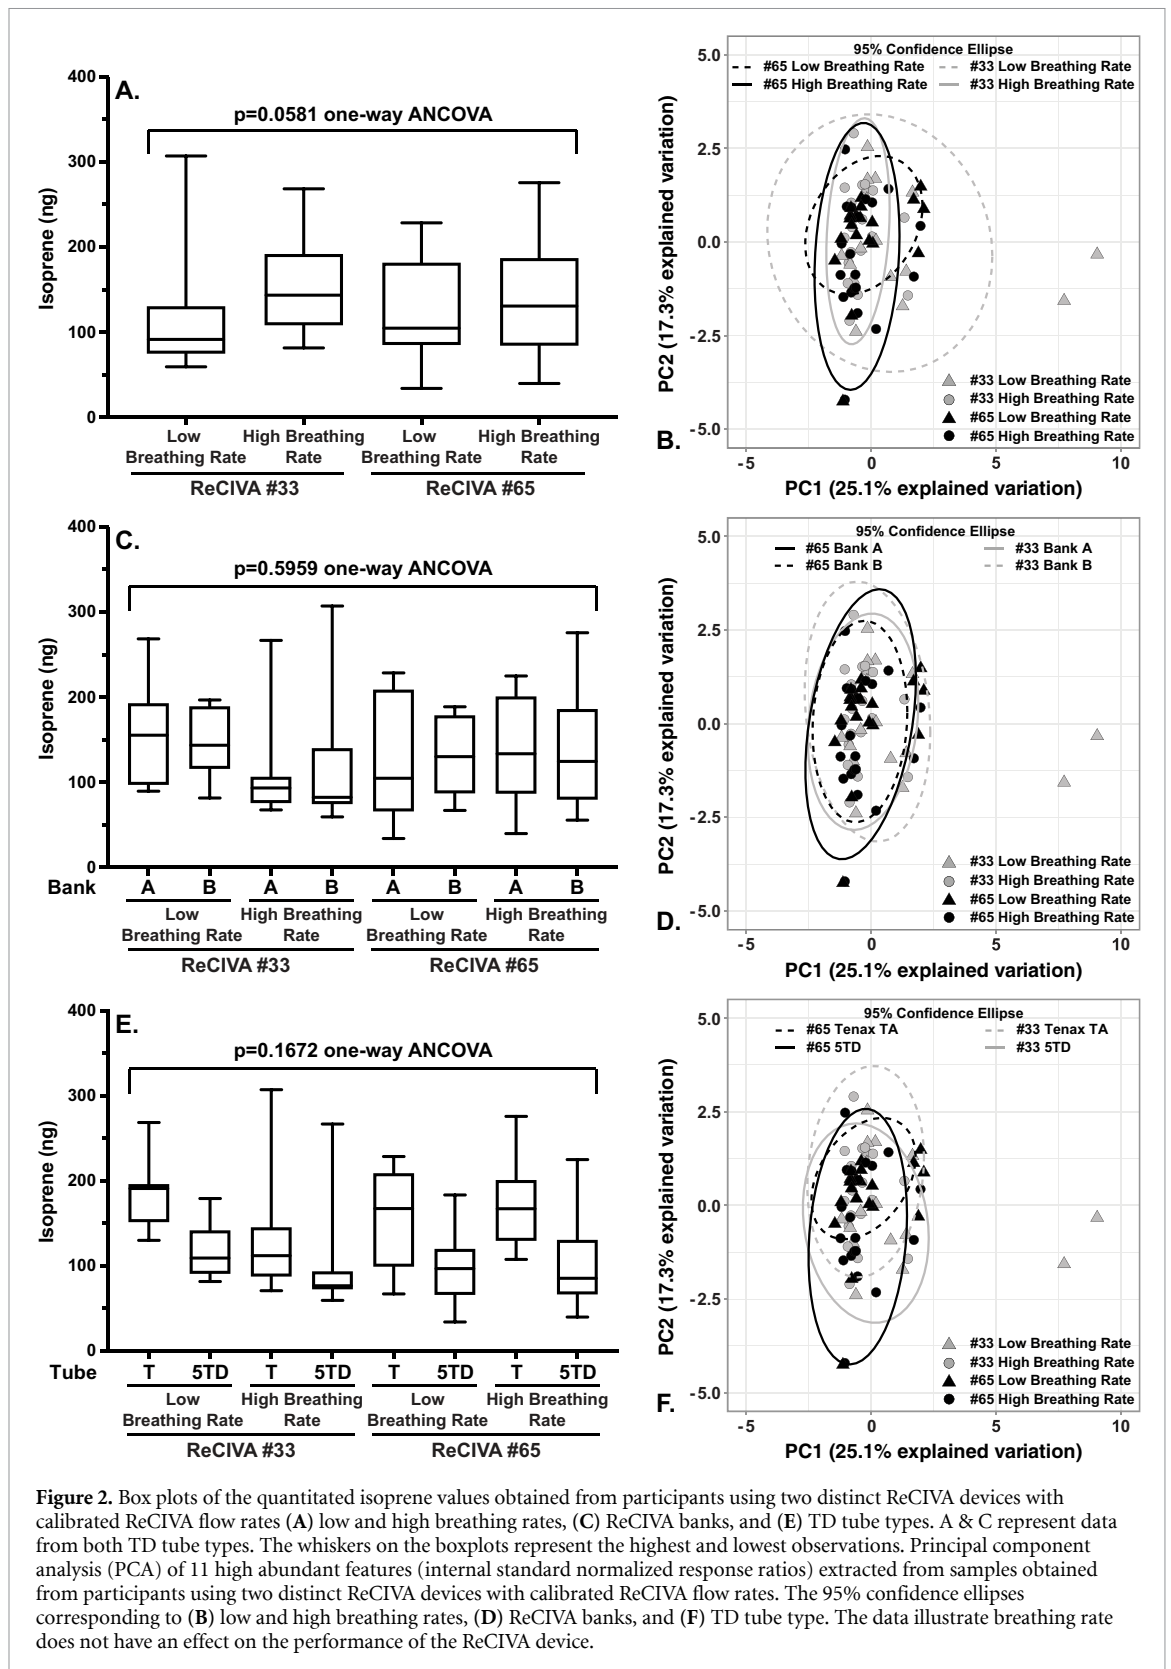 A.
p=0.0581 one-way ANCOVA
Isoprene (ng)
400
300
200
100
0
Low Breathing Rate
High Breathing Rate
Low Breathing Rate
High Breathing Rate
ReCIVA #33
ReCIVA #65
95% Confidence Ellipse
#65 Low Breathing Rate
#33 Low Breathing Rate
#65 High Breathing Rate
#33 High Breathing Rate
PC2 (17.3% explained variation)
5.0
2.5
0.0
-2.5
-5.0
#33 Low Breathing Rate
#33 High Breathing Rate
#65 Low Breathing Rate
#65 High Breathing Rate
B.
-5
0
5
10
PC1 (25.1% explained variation)
C.
p=0.5959 one-way ANCOVA
Isoprene (ng)
400
300
200
100
0
Bank
A
B
A
B
A
B
A
B
Low Breathing Rate
High Breathing Rate
Low Breathing Rate
High Breathing Rate
ReCIVA #33
ReCIVA #65
95% Confidence Ellipse
#65 Bank A
#33 Bank A
#65 Bank B
#33 Bank B
PC2 (17.3% explained variation)
5.0
2.5
0.0
-2.5
-5.0
#33 Low Breathing Rate
#33 High Breathing Rate
#65 Low Breathing Rate
#65 High Breathing Rate
D.
-5
0
5
10
PC1 (25.1% explained variation)
E.
p=0.1672 one-way ANCOVA
Isoprene (ng)
400
300
200
100
0
Tube
T
5TD
T
5TD
T
5TD
T
5TD
Low Breathing Rate
High Breathing Rate
Low Breathing Rate
High Breathing Rate
ReCIVA #33
ReCIVA #65
95% Confidence Ellipse
#65 Tenax TA
#33 Tenax TA
#65 5TD
#33 5TD
PC2 (17.3% explained variation)
5.0
2.5
0.0
-2.5
-5.0
#33 Low Breathing Rate
#33 High Breathing Rate
#65 Low Breathing Rate
#65 High Breathing Rate
F.
-5
0
5
10
PC1 (25.1% explained variation)
Figure 2. Box plots of the quantitated isoprene values obtained from participants using two distinct ReCIVA devices with
calibrated ReCIVA flow rates (A) low and high breathing rates, (C) ReCIVA banks, and (E) TD tube types. A & C represent data
from both TD tube types. The whiskers on the boxplots represent the highest and lowest observations. Principal component
analysis (PCA) of 11 high abundant features (internal standard normalized response ratios) extracted from samples obtained
from participants using two distinct ReCIVA devices with calibrated ReCIVA flow rates. The 95% confidence ellipses
corresponding to (B) low and high breathing rates, (D) ReCIVA banks, and (F) TD tube type. The data illustrate breathing rate
does not have an effect on the performance of the ReCIVA device.